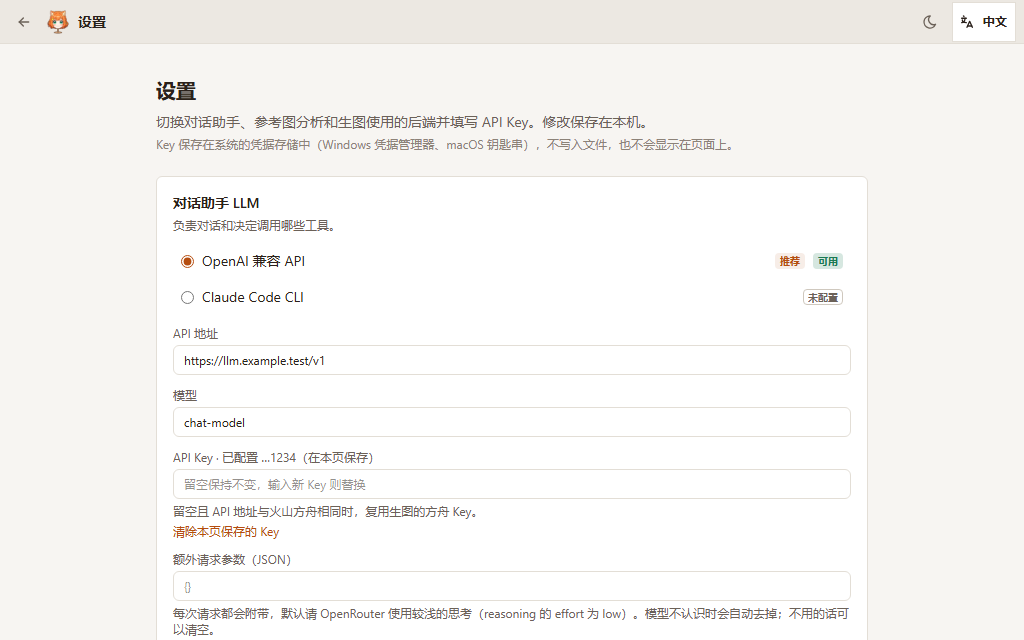 设置
中文
设置
切换对话助手、参考图分析和生图使用的后端并填写 API Key。修改保存在本机。
Key 保存在系统的凭据存储中（Windows 凭据管理器、macOS 钥匙串），不写入文件，也不会显示在页面上。
对话助手 LLM
负责对话和决定调用哪些工具。
OpenAI 兼容 API
推荐
可用
Claude Code CLI
未配置
API 地址
https://llm.example.test/v1
模型
chat-model
API Key · 已配置 ...1234（在本页保存）
留空保持不变，输入新 Key 则替换
留空且 API 地址与火山方舟相同时，复用生图的方舟 Key。
清除本页保存的 Key
额外请求参数（JSON）
{}
每次请求都会附带，默认请 OpenRouter 使用较浅的思考（reasoning 的 effort 为 low）。模型不认识时会自动去掉；不用的话可
以清空。